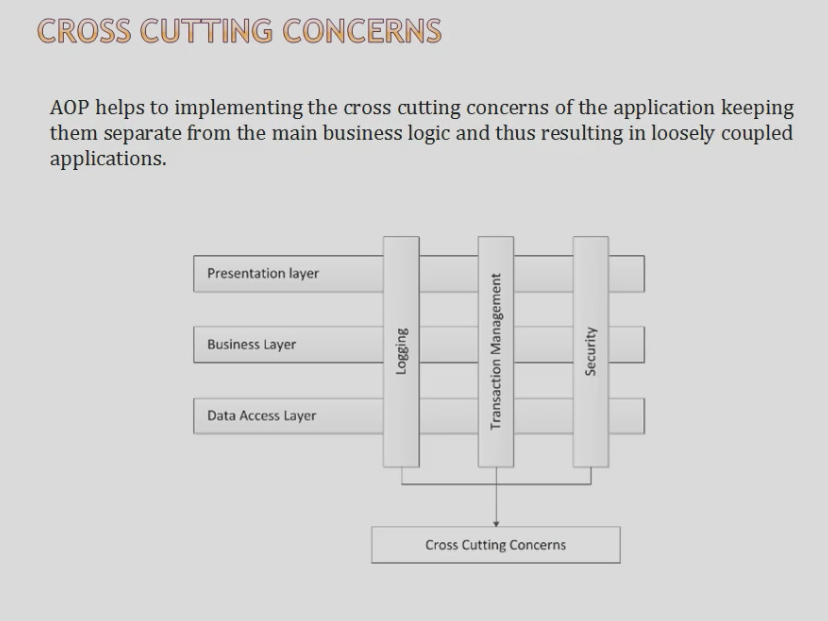 CROSS CUTTING CONCERNS
AOP helps to implementing the cross cutting concerns of the application keeping
them separate from the main business logic and thus resulting in loosely coupled
applications.
Presentation layer
Business Layer
Data Access Layer
Logging
Transaction Management
Security
Cross Cutting Concerns